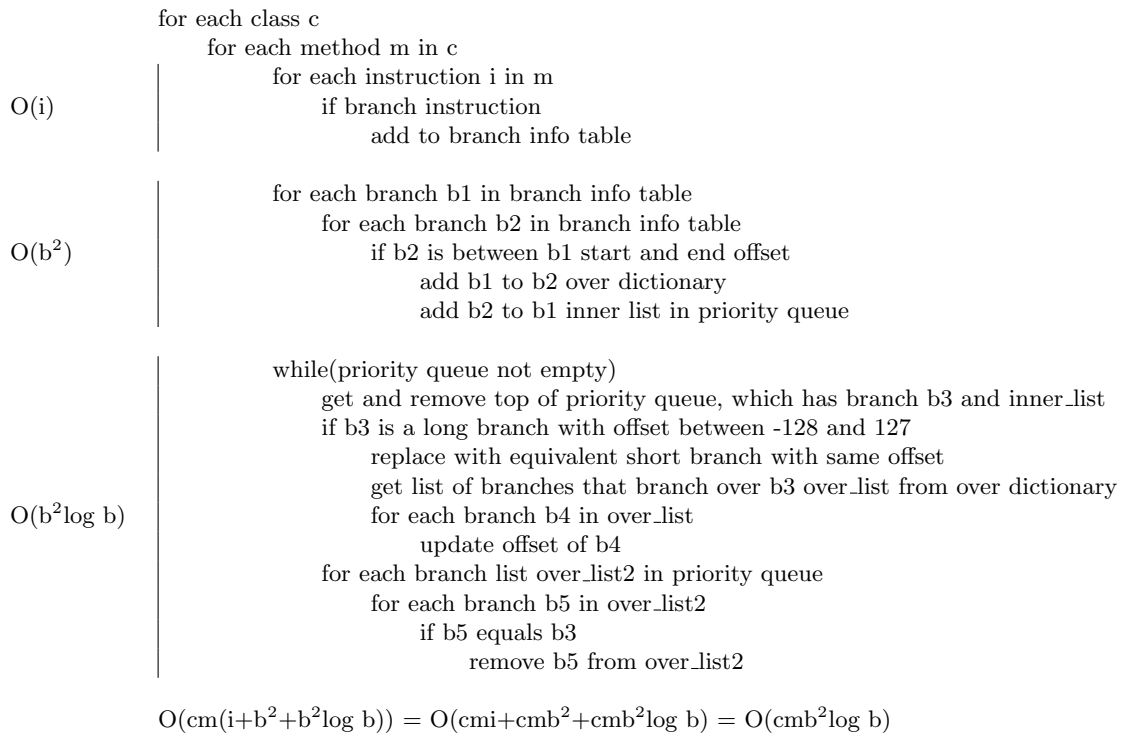 for each class c
for each method m in c
for each instruction i in m
O(i)
if branch instruction
add to branch info table
for each branch b1 in branch info table
for each branch b2 in branch info table
O(b²)
if b2 is between b1 start and end offset
add b1 to b2 over dictionary
add b2 to b1 inner list in priority queue
while(priority queue not empty)
get and remove top of priority queue, which has branch b3 and inner_list
if b3 is a long branch with offset between -128 and 127
replace with equivalent short branch with same offset
get list of branches that branch over b3 over_list from over dictionary
O(b²log b)
for each branch b4 in over_list
update offset of b4
for each branch list over_list2 in priority queue
for each branch b5 in over_list2
if b5 equals b3
remove b5 from over_list2
O(cm(i+b²+b²log b)) = O(cmi+cmb²+cmb²log b) = O(cmb²log b)